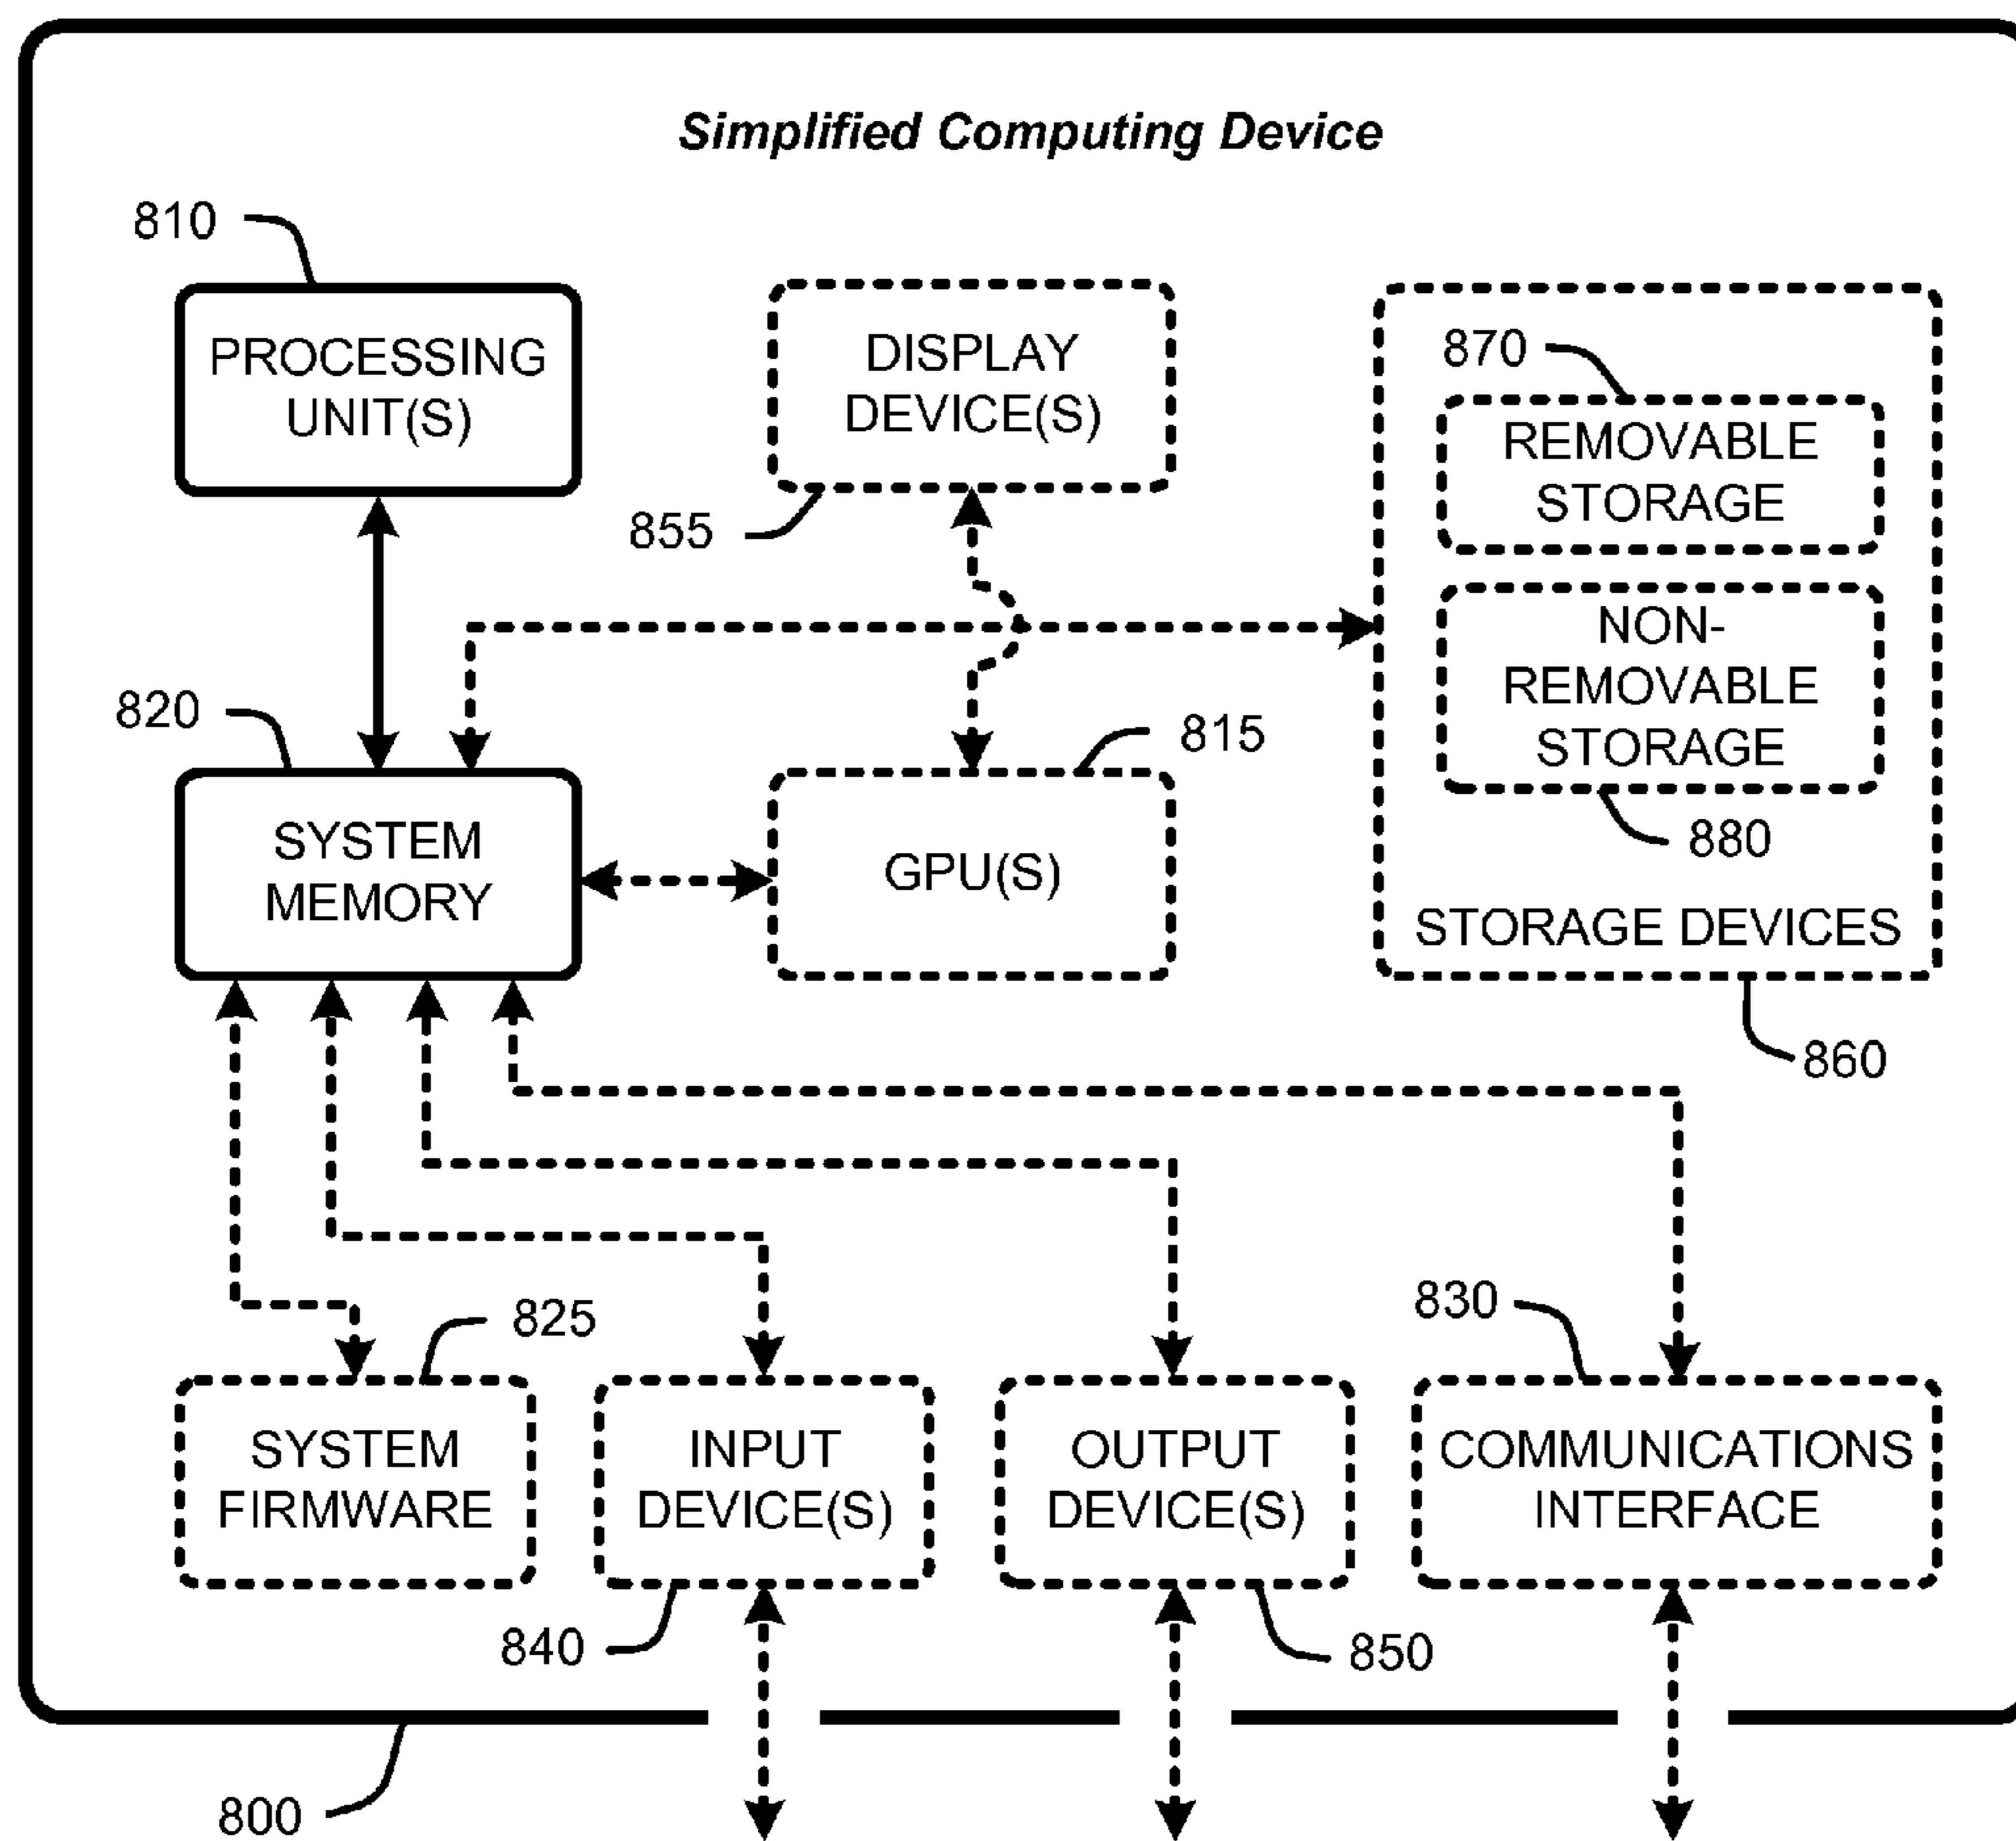 Simplified Computing Device
810
PROCESSING
UNIT(S)
DISPLAY
DEVICE(S)
855
870
REMOVABLE
STORAGE
NON-
REMOVABLE
STORAGE
880
STORAGE DEVICES
860
820
SYSTEM
MEMORY
815
GPU(S)
825
SYSTEM
FIRMWARE
INPUT
DEVICE(S)
840
OUTPUT
DEVICE(S)
850
830
COMMUNICATIONS
INTERFACE
800